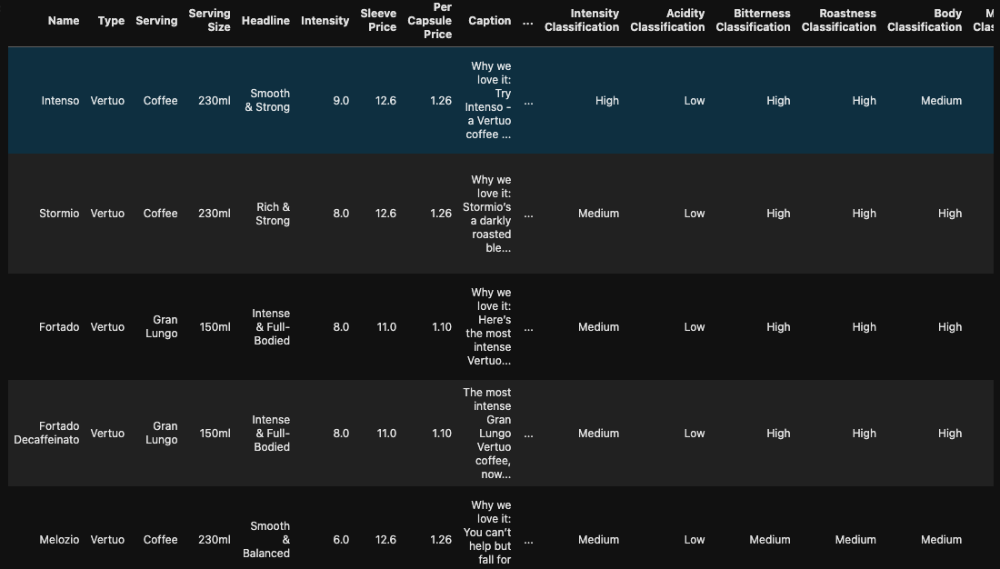 Name Type Serving Serving Size Headline Intensity Sleeve Price Per Capsule Price Caption ... Intensity Classification Acidity Classification Bitterness Classification Roastness Classification Body Classification M Clas
Intenso Vertuo Coffee 230ml Smooth & Strong 9.0 12.6 1.26 Why we love it: Try Intenso - a Vertuo coffee ... ... High Low High High Medium
Stormio Vertuo Coffee 230ml Rich & Strong 8.0 12.6 1.26 Why we love it: Stormio’s a darkly roasted ble... ... Medium Low High High High
Fortado Vertuo Gran Lungo 150ml Intense & Full-Bodied 8.0 11.0 1.10 Why we love it: Here’s the most intense Vertuo... ... Medium Low High High High
Fortado Decaffeinato Vertuo Gran Lungo 150ml Intense & Full-Bodied 8.0 11.0 1.10 The most intense Gran Lungo Vertuo coffee, now... ... Medium Low High High High
Melozio Vertuo Coffee 230ml Smooth & Balanced 6.0 12.6 1.26 Why we love it: You can’t help but fall for ... Medium Low Medium Medium Medium